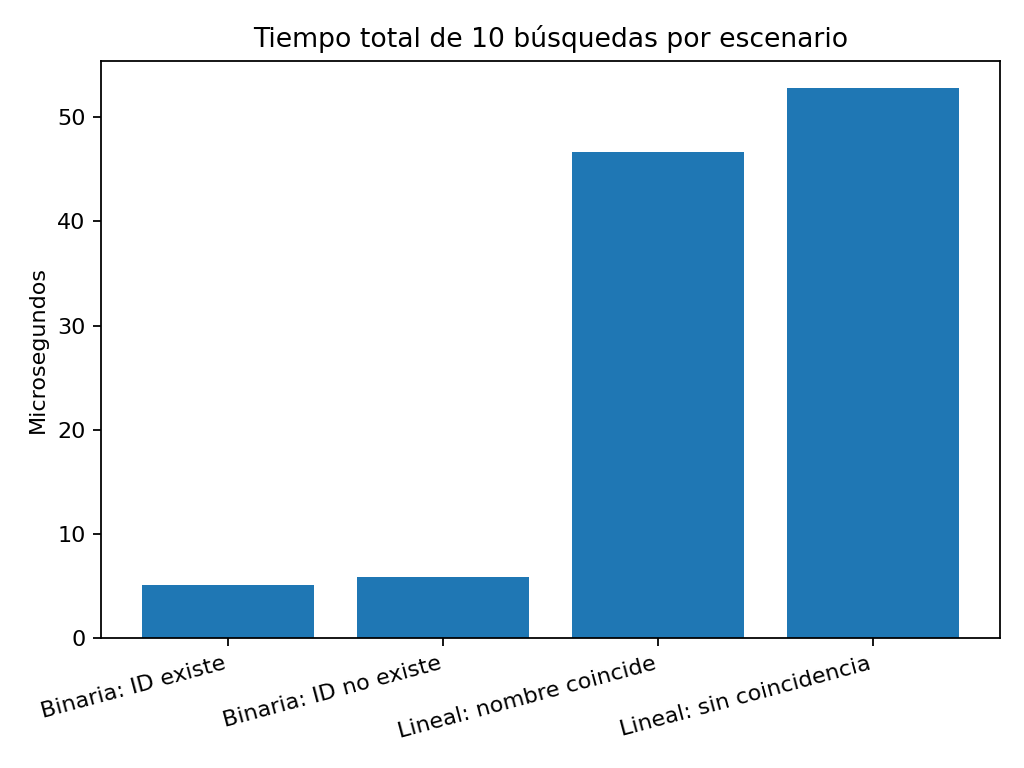 Tiempo total de 10 búsquedas por escenario
Microsegundos
50
40
30
20
10
0
Binaria: ID existe
Binaria: ID no existe
Lineal: nombre coincide
Lineal: sin coincidencia